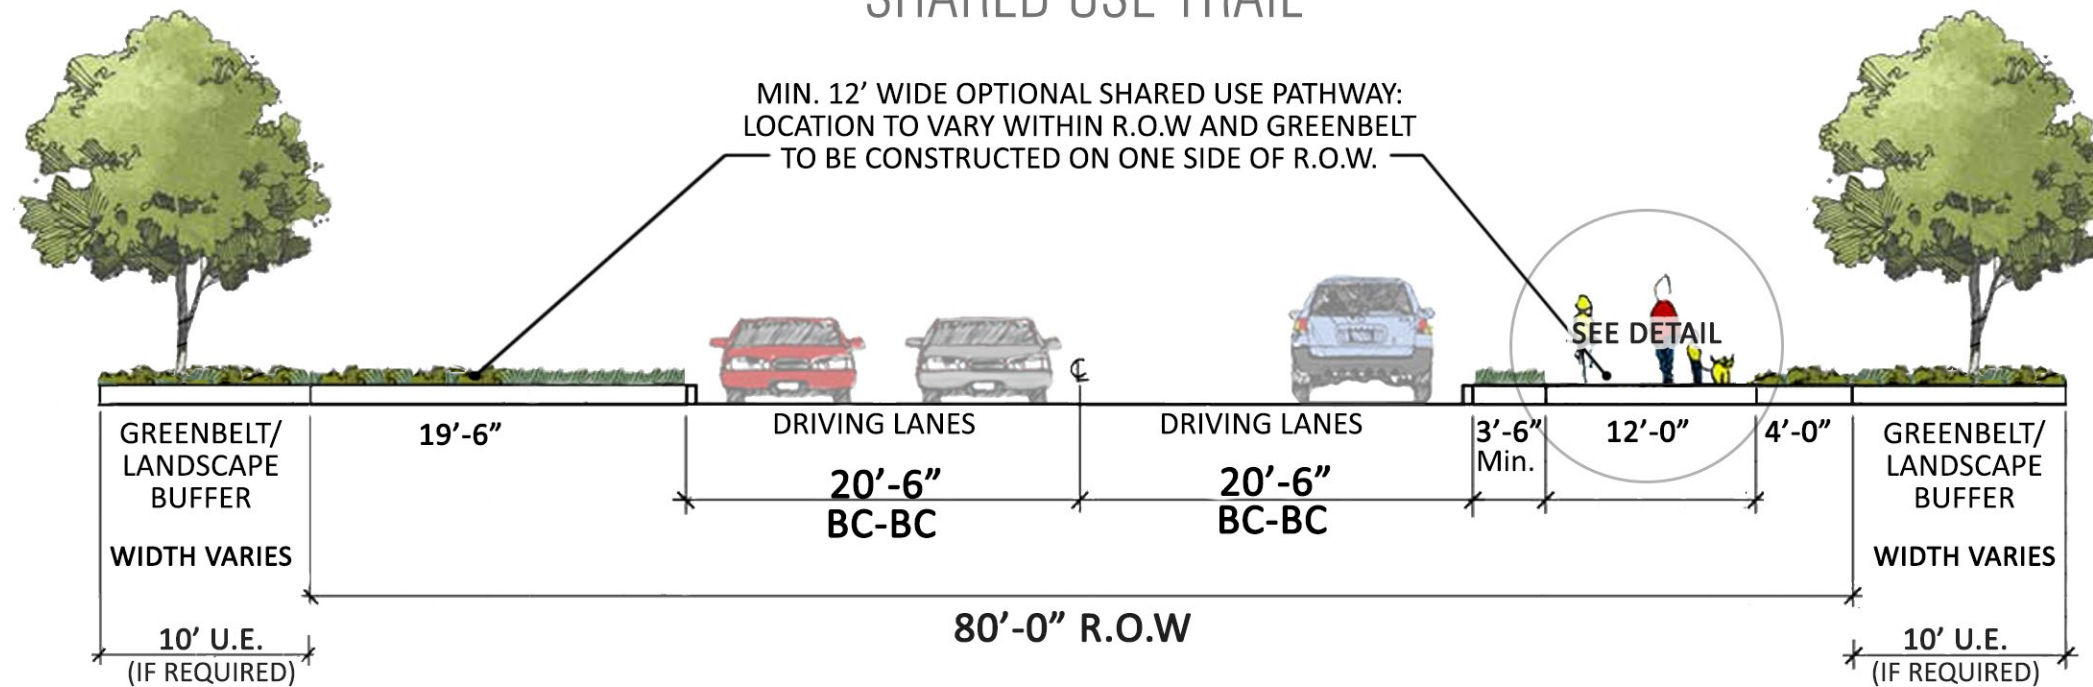 SHARED USE TRAIL
MIN. 12’ WIDE OPTIONAL SHARED USE PATHWAY:
LOCATION TO VARY WITHIN R.O.W AND GREENBELT
TO BE CONSTRUCTED ON ONE SIDE OF R.O.W.
SEE DETAIL
℄
GREENBELT/
LANDSCAPE
BUFFER
WIDTH VARIES
19’-6”
DRIVING LANES
20’-6”
BC-BC
DRIVING LANES
20’-6”
BC-BC
3’-6”
Min.
12’-0”
4’-0”
GREENBELT/
LANDSCAPE
BUFFER
WIDTH VARIES
80’-0” R.O.W
10’ U.E.
(IF REQUIRED)
10’ U.E.
(IF REQUIRED)